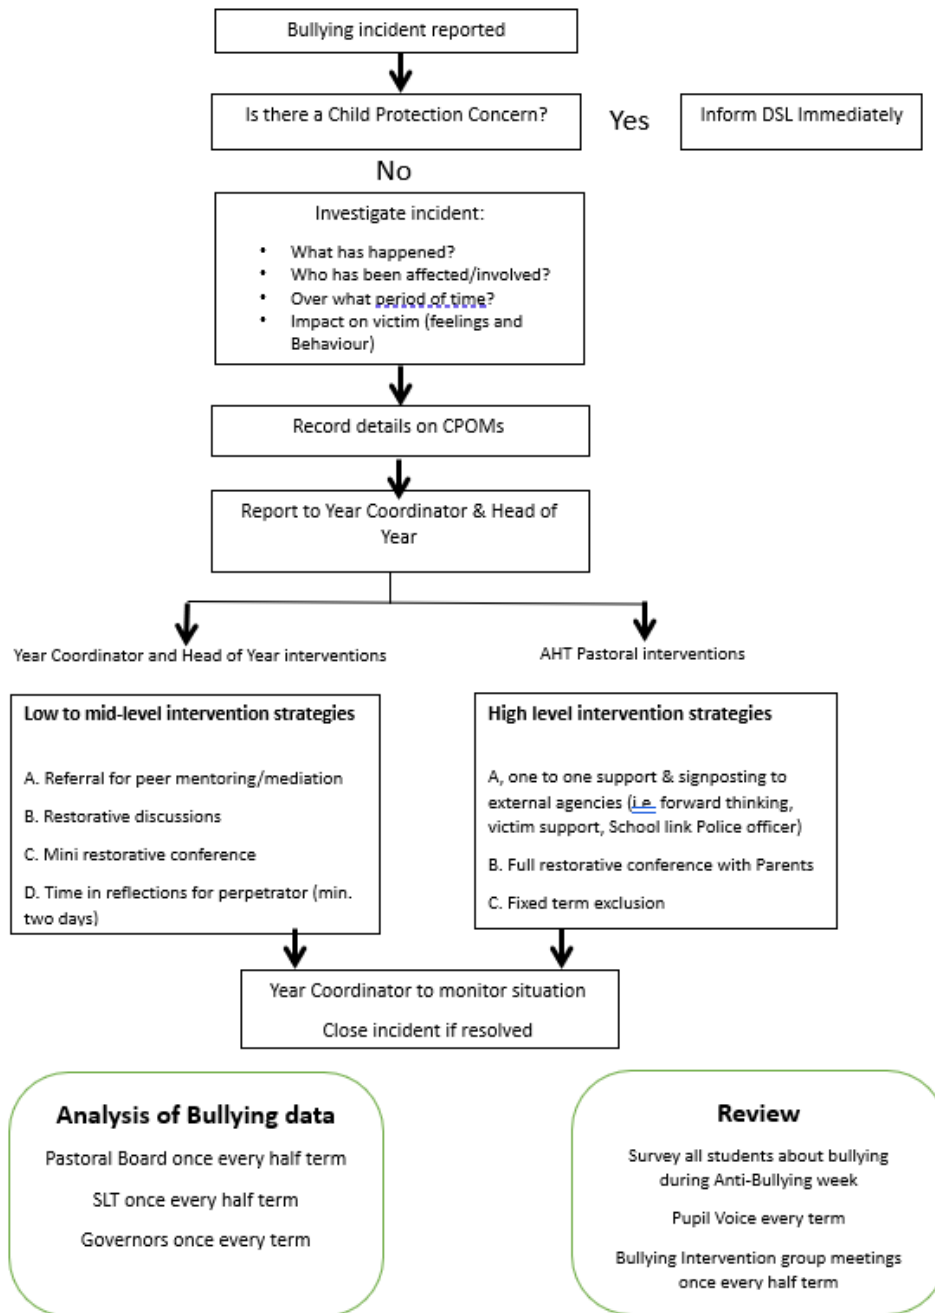 Bullying incident reported
Is there a Child Protection Concern?
Yes
Inform DSL Immediately
No
Investigate incident:
• What has happened?
• Who has been affected/involved?
• Over what period of time?
• Impact on victim (feelings and
Behaviour)
Record details on CPOMs
Report to Year Coordinator & Head of
Year
Year Coordinator and Head of Year interventions
Low to mid-level intervention strategies
A. Referral for peer mentoring/mediation
B. Restorative discussions
C. Mini restorative conference
D. Time in reflections for perpetrator (min.
two days)
AHT Pastoral interventions
High level intervention strategies
A, one to one support & signposting to
external agencies (i.e. forward thinking,
victim support, School link Police officer)
B. Full restorative conference with Parents
C. Fixed term exclusion
Year Coordinator to monitor situation
Close incident if resolved
Analysis of Bullying data
Pastoral Board once every half term
SLT once every half term
Governors once every term
Review
Survey all students about bullying
during Anti-Bullying week
Pupil Voice every term
Bullying Intervention group meetings
once every half term